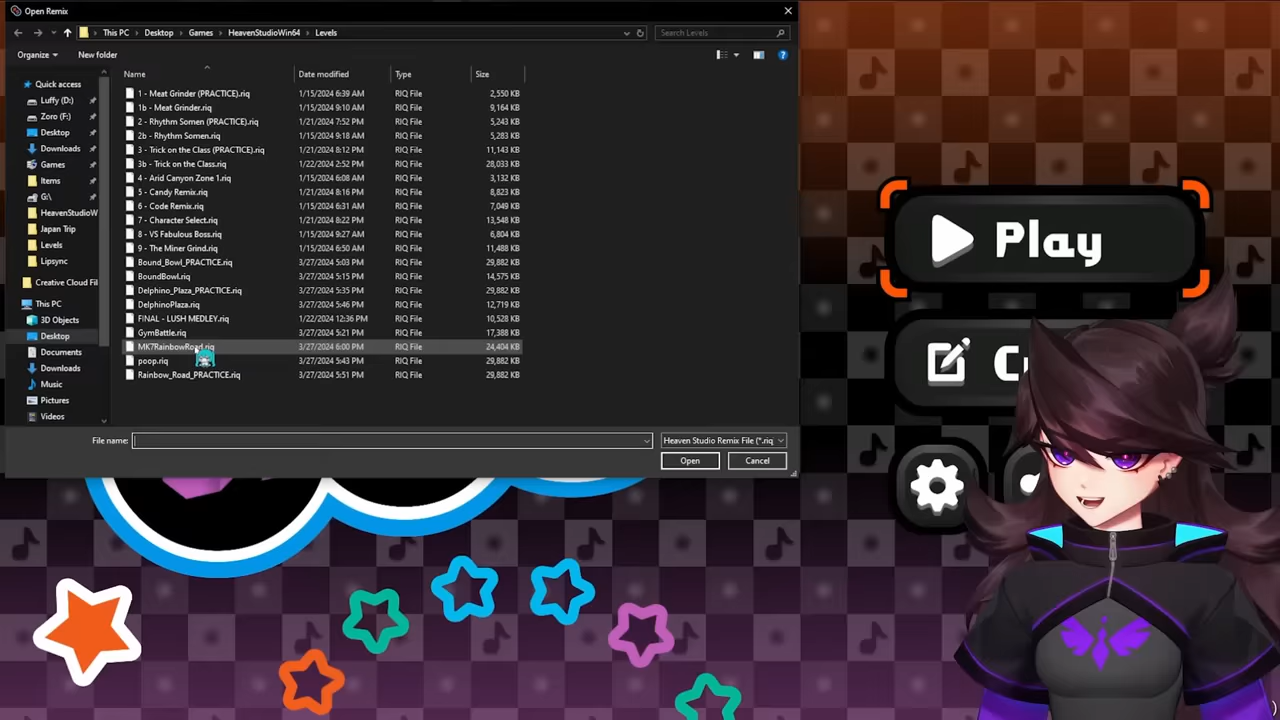 Open Remix
This PC > Desktop > Games > HeavenStudioWin64 > Levels
Search Levels
Organize
New folder
Name
Date modified
Type
Size
1 - Meat Grinder (PRACTICE).riq 1/15/2024 6:39 AM RIQ File 2,550 KB
1b - Meat Grinder.riq 1/15/2024 9:10 AM RIQ File 9,164 KB
2 - Rhythm Somen (PRACTICE).riq 1/21/2024 7:52 PM RIQ File 5,243 KB
2b - Rhythm Somen.riq 1/15/2024 9:18 AM RIQ File 5,283 KB
3 - Trick on the Class (PRACTICE).riq 1/21/2024 8:12 PM RIQ File 11,143 KB
3b - Trick on the Class.riq 1/22/2024 2:52 PM RIQ File 28,033 KB
4 - Arid Canyon Zone 1.riq 1/15/2024 6:08 AM RIQ File 3,132 KB
5 - Candy Remix.riq 1/21/2024 8:16 PM RIQ File 8,823 KB
6 - Code Remix.riq 1/15/2024 6:31 AM RIQ File 7,049 KB
7 - Character Select.riq 1/21/2024 8:22 PM RIQ File 13,548 KB
8 - VS Fabulous Boss.riq 1/15/2024 9:27 AM RIQ File 6,804 KB
9 - The Miner Grind.riq 1/15/2024 6:50 AM RIQ File 11,488 KB
Bound_Bowl_PRACTICE.riq 3/27/2024 5:03 PM RIQ File 29,882 KB
BoundBowl.riq 3/27/2024 5:15 PM RIQ File 14,575 KB
Delphino_Plaza_PRACTICE.riq 3/27/2024 5:35 PM RIQ File 29,882 KB
DelphinoPlaza.riq 3/27/2024 5:46 PM RIQ File 12,719 KB
FINAL - LUSH MEDLEY.riq 1/22/2024 12:36 PM RIQ File 10,528 KB
GymBattle.riq 3/27/2024 5:21 PM RIQ File 17,388 KB
MK7RainbowRoad.riq 3/27/2024 6:00 PM RIQ File 24,404 KB
poop.riq 3/27/2024 5:43 PM RIQ File 29,882 KB
Rainbow_Road_PRACTICE.riq 3/27/2024 5:51 PM RIQ File 29,882 KB
Quick access
Luffy (D:)
Zoro (F:)
Desktop
Downloads
Games
Items
G:\
HeavenStudioW
Japan Trip
Levels
Lipsync
Creative Cloud Fil
This PC
3D Objects
Desktop
Documents
Downloads
Music
Pictures
Videos
File name:
Heaven Studio Remix File (*.riq
Open
Cancel
Play